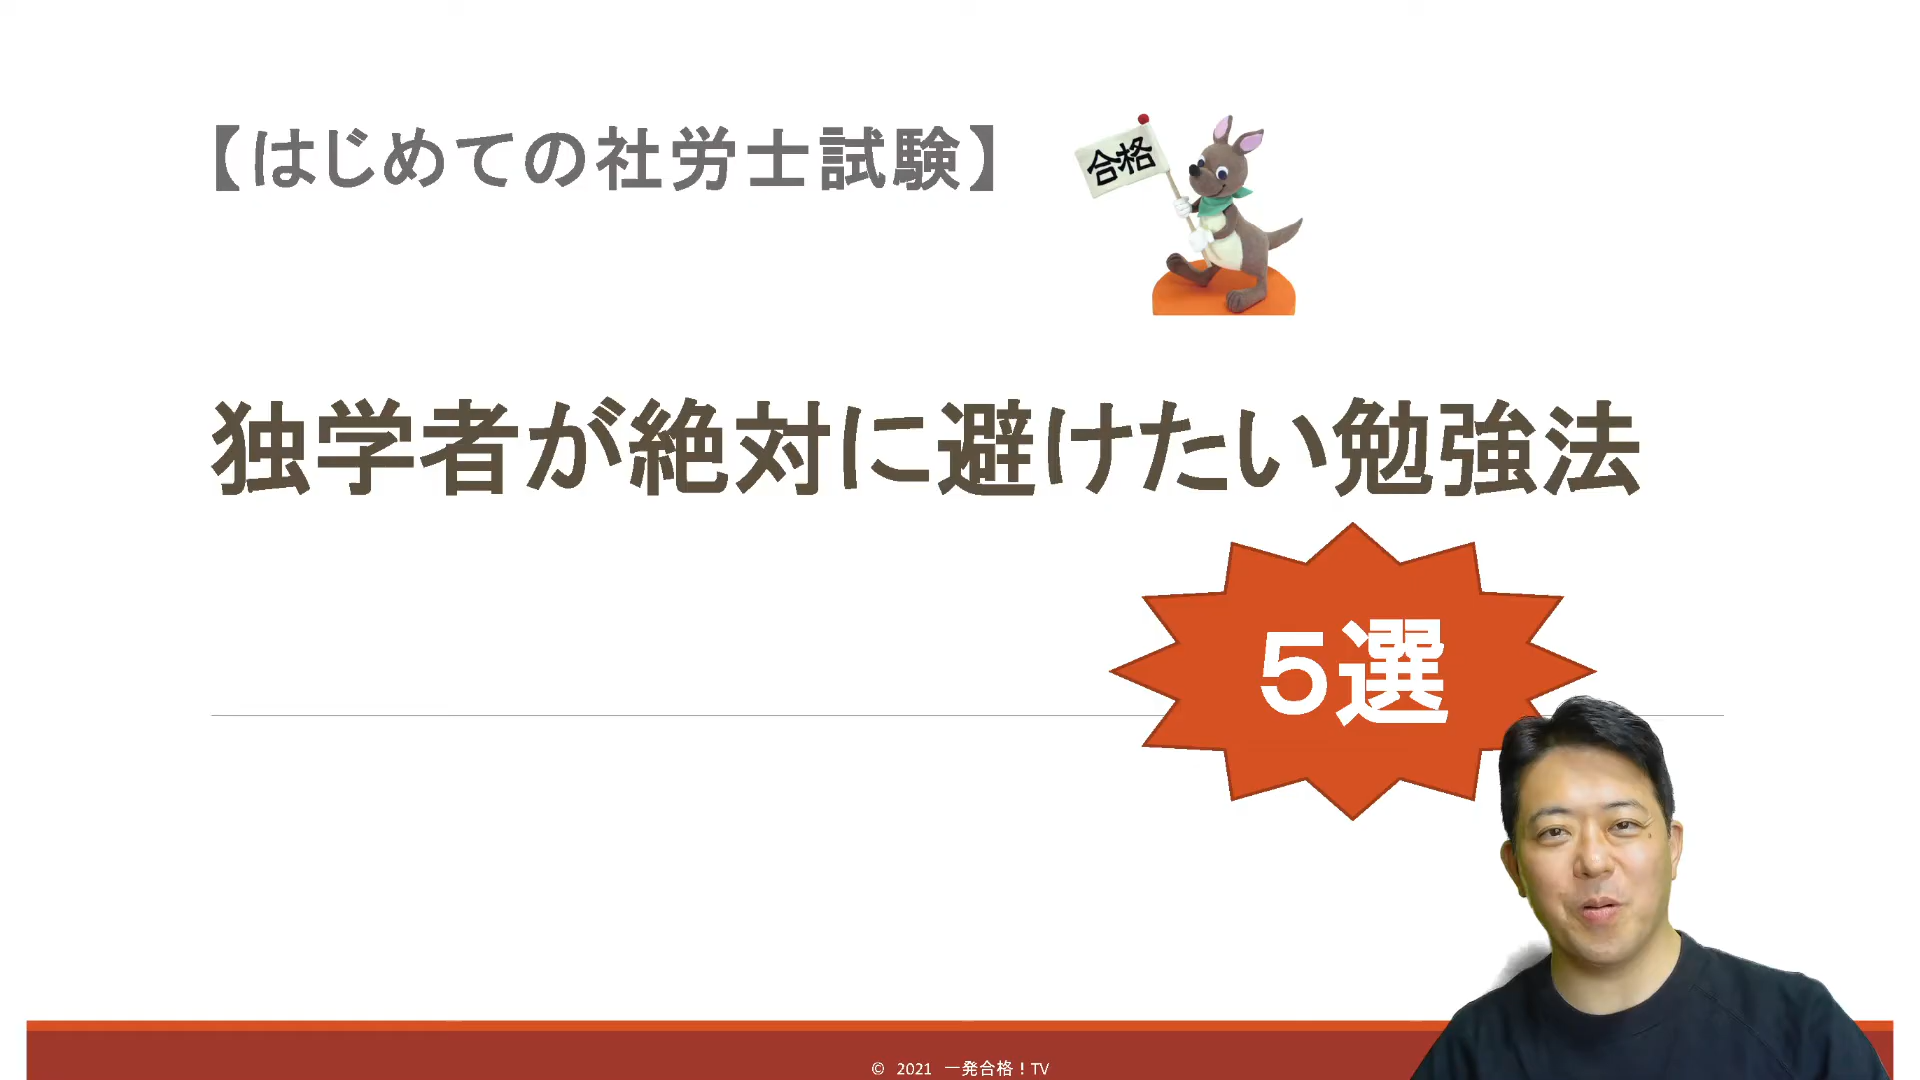 【はじめての社労士試験】
合格
独学者が絶対に避けたい勉強法
5選
© 2021 一発合格！TV